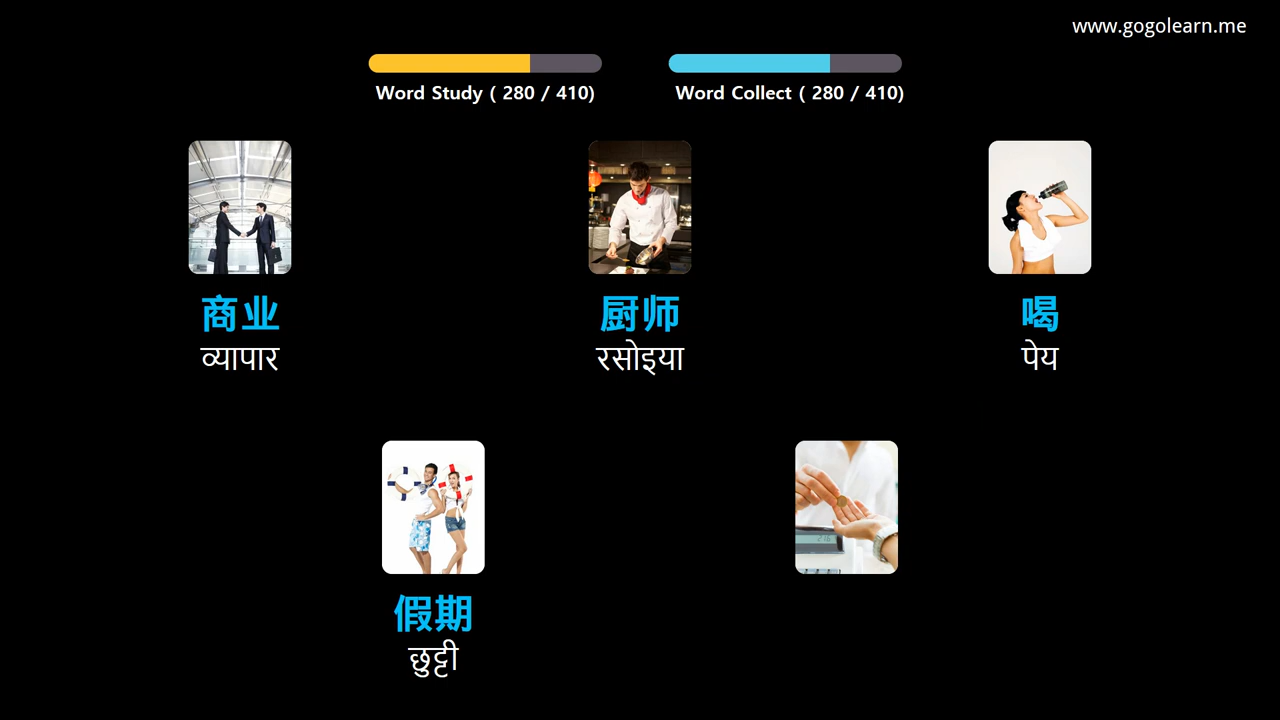 www.gogolearn.me
Word Study ( 280 / 410)
Word Collect ( 280 / 410)
商业
व्यापार
厨师
रसोइया
喝
पेय
假期
छुट्टी